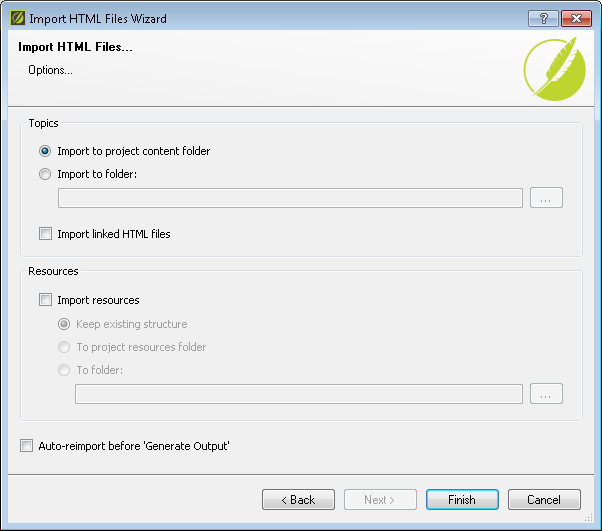 Import HTML Files Wizard
?
Import HTML Files...
Options...
Topics
Import to project content folder
Import to folder:
...
Import linked HTML files
Resources
Import resources
Keep existing structure
To project resources folder
To folder:
...
Auto-reimport before 'Generate Output'
< Back
Next >
Finish
Cancel